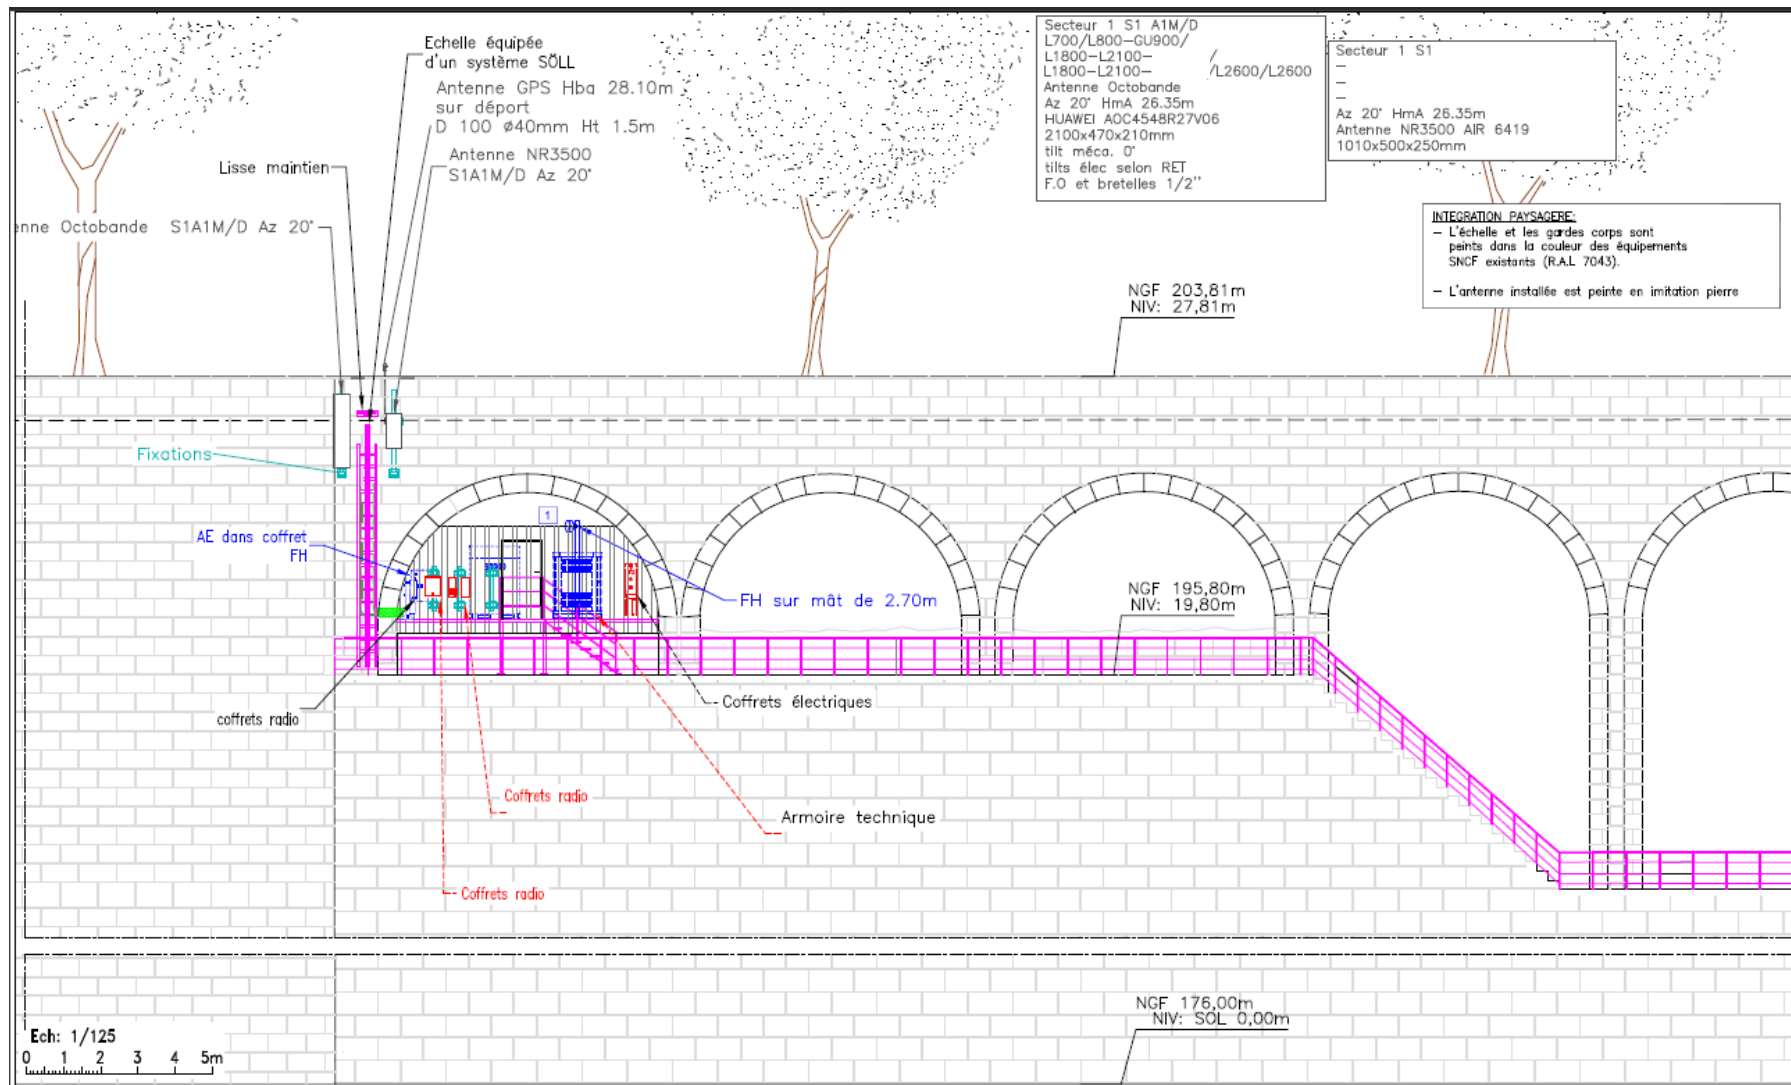 Echelle équipée
d'un système SÖLL
Antenne GPS Hba 28.10m
sur déport
D 100 ø40mm Ht 1.5m
Antenne NR3500
S1A1M/D Az 20°
Lisse maintien
enne Octobande S1A1M/D Az 20°
Secteur 1 S1 A1M/D
L700/L800-GU900/
L1800-L2100- /
L1800-L2100- /L2600/L2600
Antenne Octobande
Az 20° HmA 26.35m
HUAWEI AOC4548R27V06
2100x470x210mm
tilt méca. 0°
tilts élec selon RET
F.O et bretelles 1/2''
Secteur 1 S1
–
–
–
Az 20° HmA 26.35m
Antenne NR3500 AIR 6419
1010x500x250mm
INTEGRATION PAYSAGERE:
– L'échelle et les gardes corps sont
peints dans la couleur des équipements
SNCF existants (R.A.L 7043).
– L'antenne installée est peinte en imitation pierre
NGF 203,81m
NIV: 27,81m
Fixations
AE dans coffret
FH
1
FH sur mât de 2.70m
NGF 195,80m
NIV: 19,80m
coffrets radio
Coffrets électriques
Coffrets radio
Armoire technique
Coffrets radio
NGF 176,00m
NIV: SOL 0,00m
Ech: 1/125
0 1 2 3 4 5m